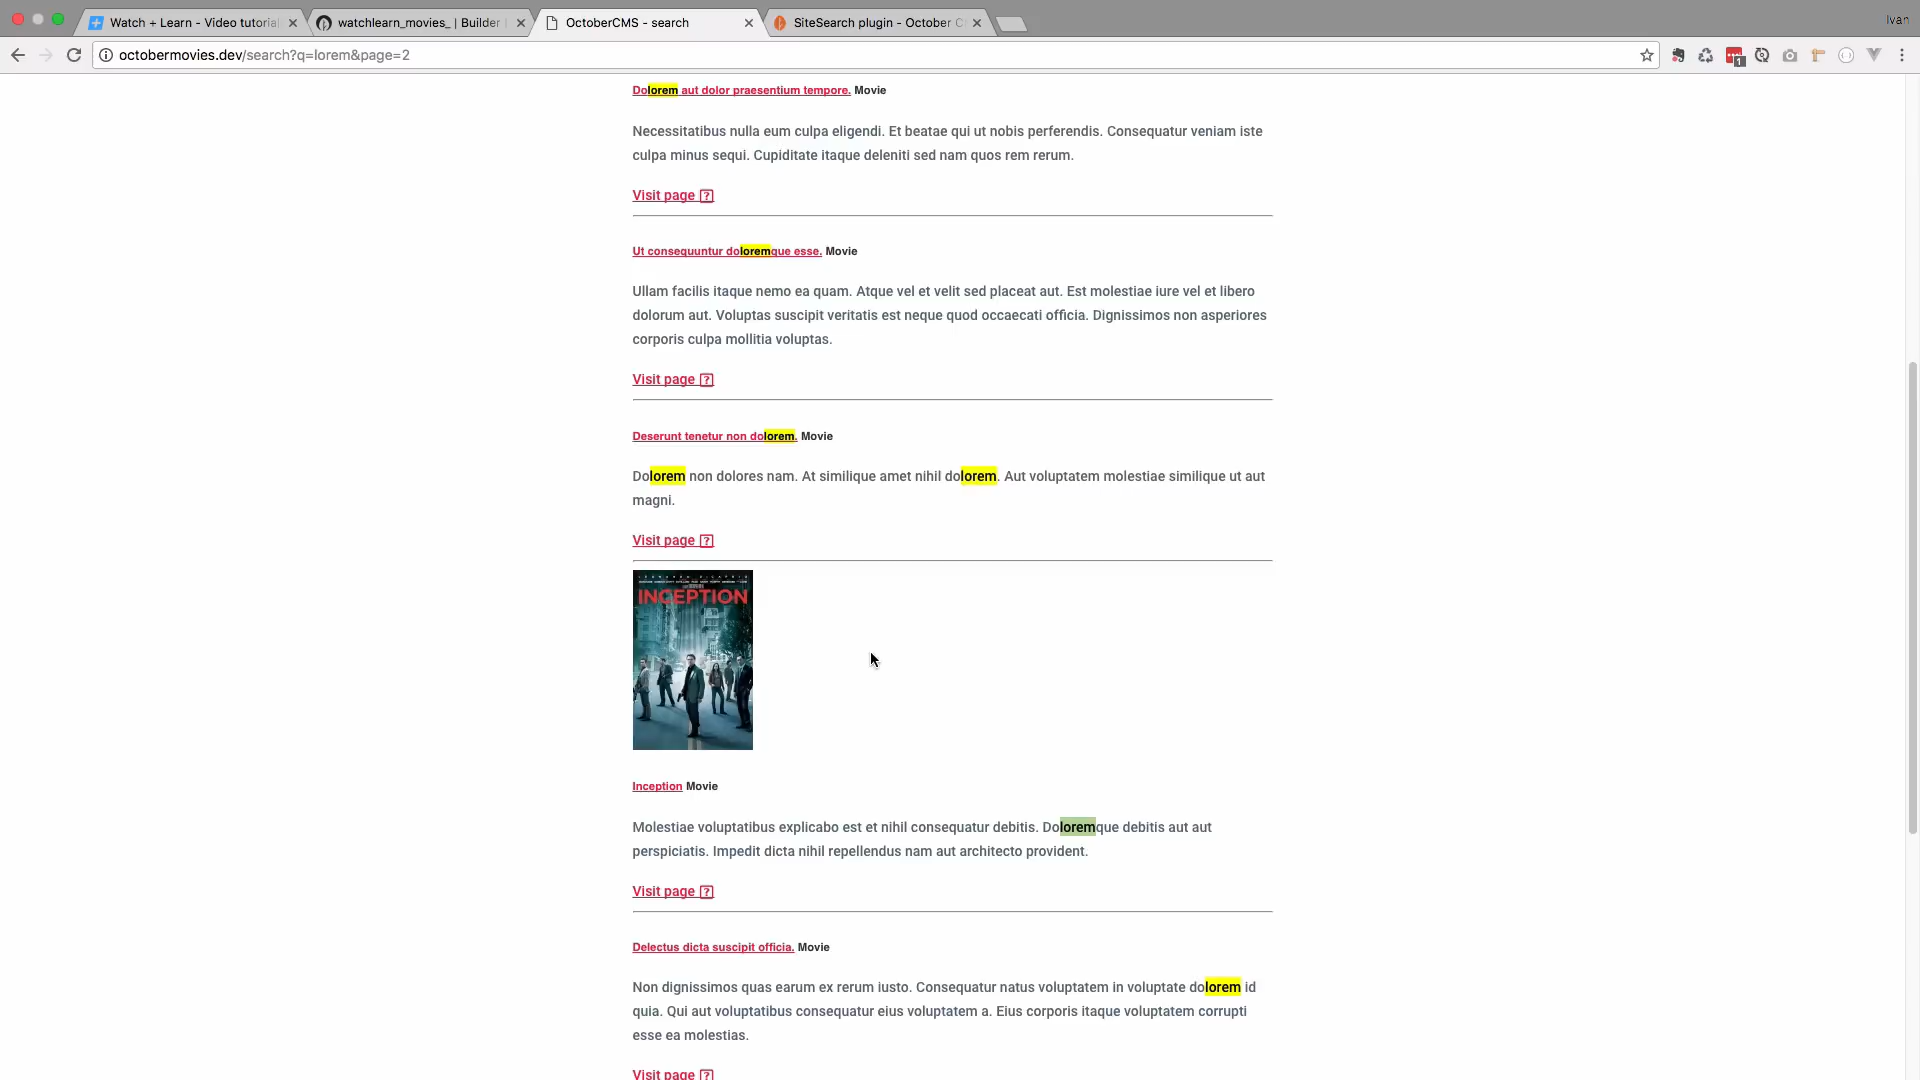 Watch + Learn - Video tutoria
watchlearn_movies_ | Builder
OctoberCMS - search
SiteSearch plugin - October C
Ivan
octobermovies.dev/search?q=lorem&page=2
1
Dolorem aut dolor praesentium tempore. Movie
Necessitatibus nulla eum culpa eligendi. Et beatae qui ut nobis perferendis. Consequatur veniam iste
culpa minus sequi. Cupiditate itaque deleniti sed nam quos rem rerum.
Visit page ?
Ut consequuntur doloremque esse. Movie
Ullam facilis itaque nemo ea quam. Atque vel et velit sed placeat aut. Est molestiae iure vel et libero
dolorum aut. Voluptas suscipit veritatis est neque quod occaecati officia. Dignissimos non asperiores
corporis culpa mollitia voluptas.
Visit page ?
Deserunt tenetur non dolorem. Movie
Dolorem non dolores nam. At similique amet nihil dolorem. Aut voluptatem molestiae similique ut aut
magni.
Visit page ?
INCEPTION
Inception Movie
Molestiae voluptatibus explicabo est et nihil consequatur debitis. Doloremque debitis aut aut
perspiciatis. Impedit dicta nihil repellendus nam aut architecto provident.
Visit page ?
Delectus dicta suscipit officia. Movie
Non dignissimos quas earum ex rerum iusto. Consequatur natus voluptatem in voluptate dolorem id
quia. Qui aut voluptatibus consequatur eius voluptatem a. Eius corporis itaque voluptatem corrupti
esse ea molestias.
Visit page ?